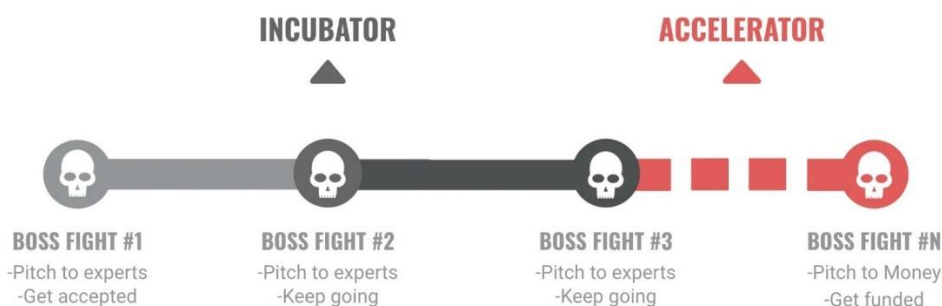 INCUBATOR
ACCELERATOR
BOSS FIGHT #1
-Pitch to experts
-Get accepted
BOSS FIGHT #2
-Pitch to experts
-Keep going
BOSS FIGHT #3
-Pitch to experts
-Keep going
BOSS FIGHT #N
-Pitch to Money
-Get funded